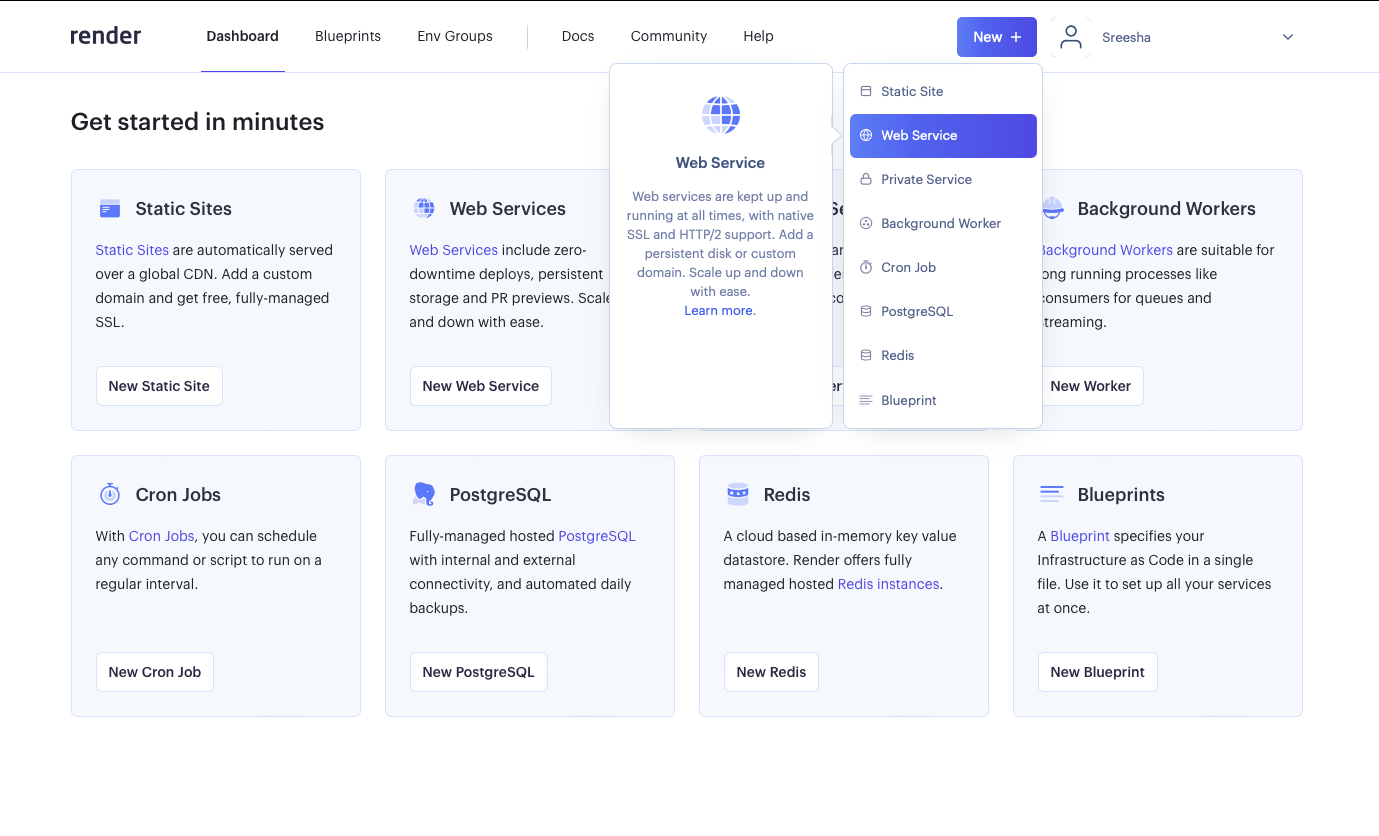 render
Dashboard
Blueprints
Env Groups
Docs
Community
Help
New +
Sreesha
Get started in minutes
Static Sites
Static Sites are automatically served
over a global CDN. Add a custom
domain and get free, fully-managed
SSL.
New Static Site
Web Services
Web Services include zero-
downtime deploys, persistent
storage and PR previews. Scale
and down with ease.
New Web Service
Web Service
Web services are kept up and
running at all times, with native
SSL and HTTP/2 support. Add a
persistent disk or custom
domain. Scale up and down
with ease.
Learn more.
Static Site
Web Service
Private Service
Background Worker
Cron Job
PostgreSQL
Redis
Blueprint
Background Workers
Background Workers are suitable for
long running processes like
consumers for queues and
streaming.
New Worker
Cron Jobs
With Cron Jobs, you can schedule
any command or script to run on a
regular interval.
New Cron Job
PostgreSQL
Fully-managed hosted PostgreSQL
with internal and external
connectivity, and automated daily
backups.
New PostgreSQL
Redis
A cloud based in-memory key value
datastore. Render offers fully
managed hosted Redis instances.
New Redis
Blueprints
A Blueprint specifies your
Infrastructure as Code in a single
file. Use it to set up all your services
at once.
New Blueprint